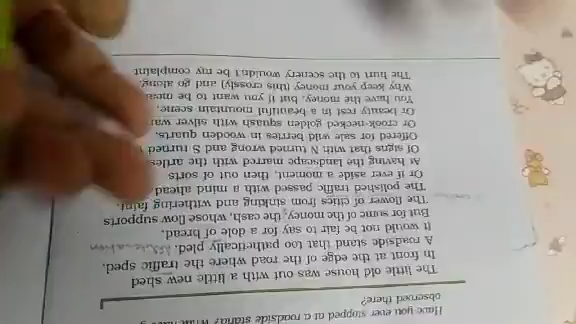 Have you ever stopped at a roadside stand? What have
observed there?
The little old house was out with a little new shed
In front at the edge of the road where the traffic sped,
A roadside stand that too pathetically pled,
It would not be fair to say for a dole of bread,
But for some of the money, the cash, whose flow supports
The flower of cities from sinking and withering faint.
The polished traffic passed with a mind ahead
Or if ever aside a moment, then out of sorts
At having the landscape marred with the artless
Of signs that with N turned wrong and S turned
Offered for sale wild berries in wooden quarts,
Or crook-necked golden squash with silver
Or beauty rest in a beautiful mountain scene,
You have the money, but if you want to be
Why keep your money (this crossly) and go along.
The hurt to the scenery wouldn't be my complaint